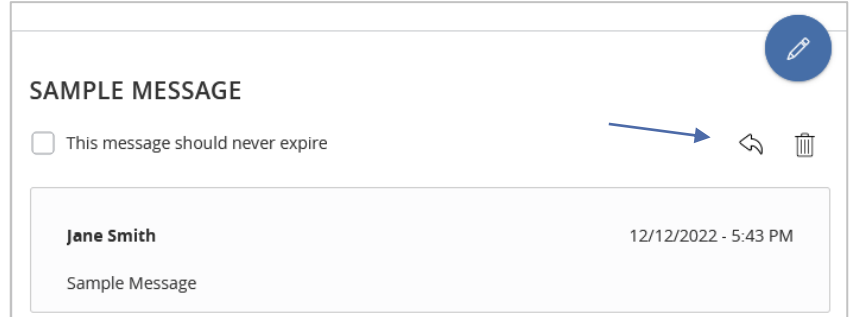 SAMPLE MESSAGE
This message should never expire
Jane Smith 12/12/2022 - 5:43 PM
Sample Message